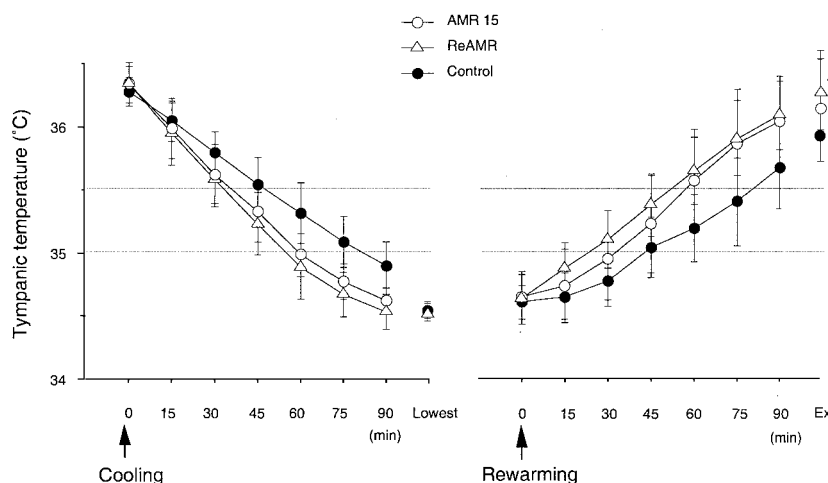 AMR 15
ReAMR
Control
Tympanic temperature (˚C)
36
35
34
0 15 30 45 60 75 90 Lowest
(min)
Cooling
0 15 30 45 60 75 90 Ex
(min)
Rewarming